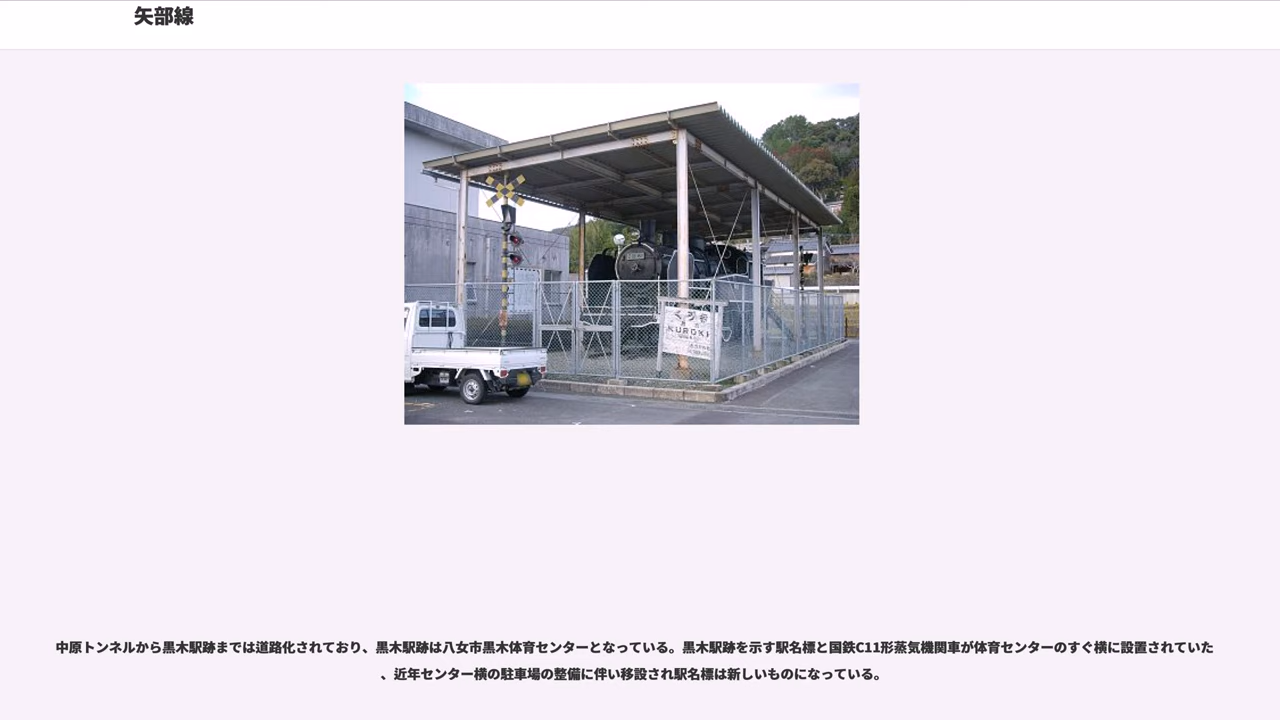 矢部線
くろき
KUROKI
中原トンネルから黒木駅跡までは道路化されており、黒木駅跡は八女市黒木体育センターとなっている。黒木駅跡を示す駅名標と国鉄C11形蒸気機関車が体育センターのすぐ横に設置されていた
、近年センター横の駐車場の整備に伴い移設され駅名標は新しいものになっている。